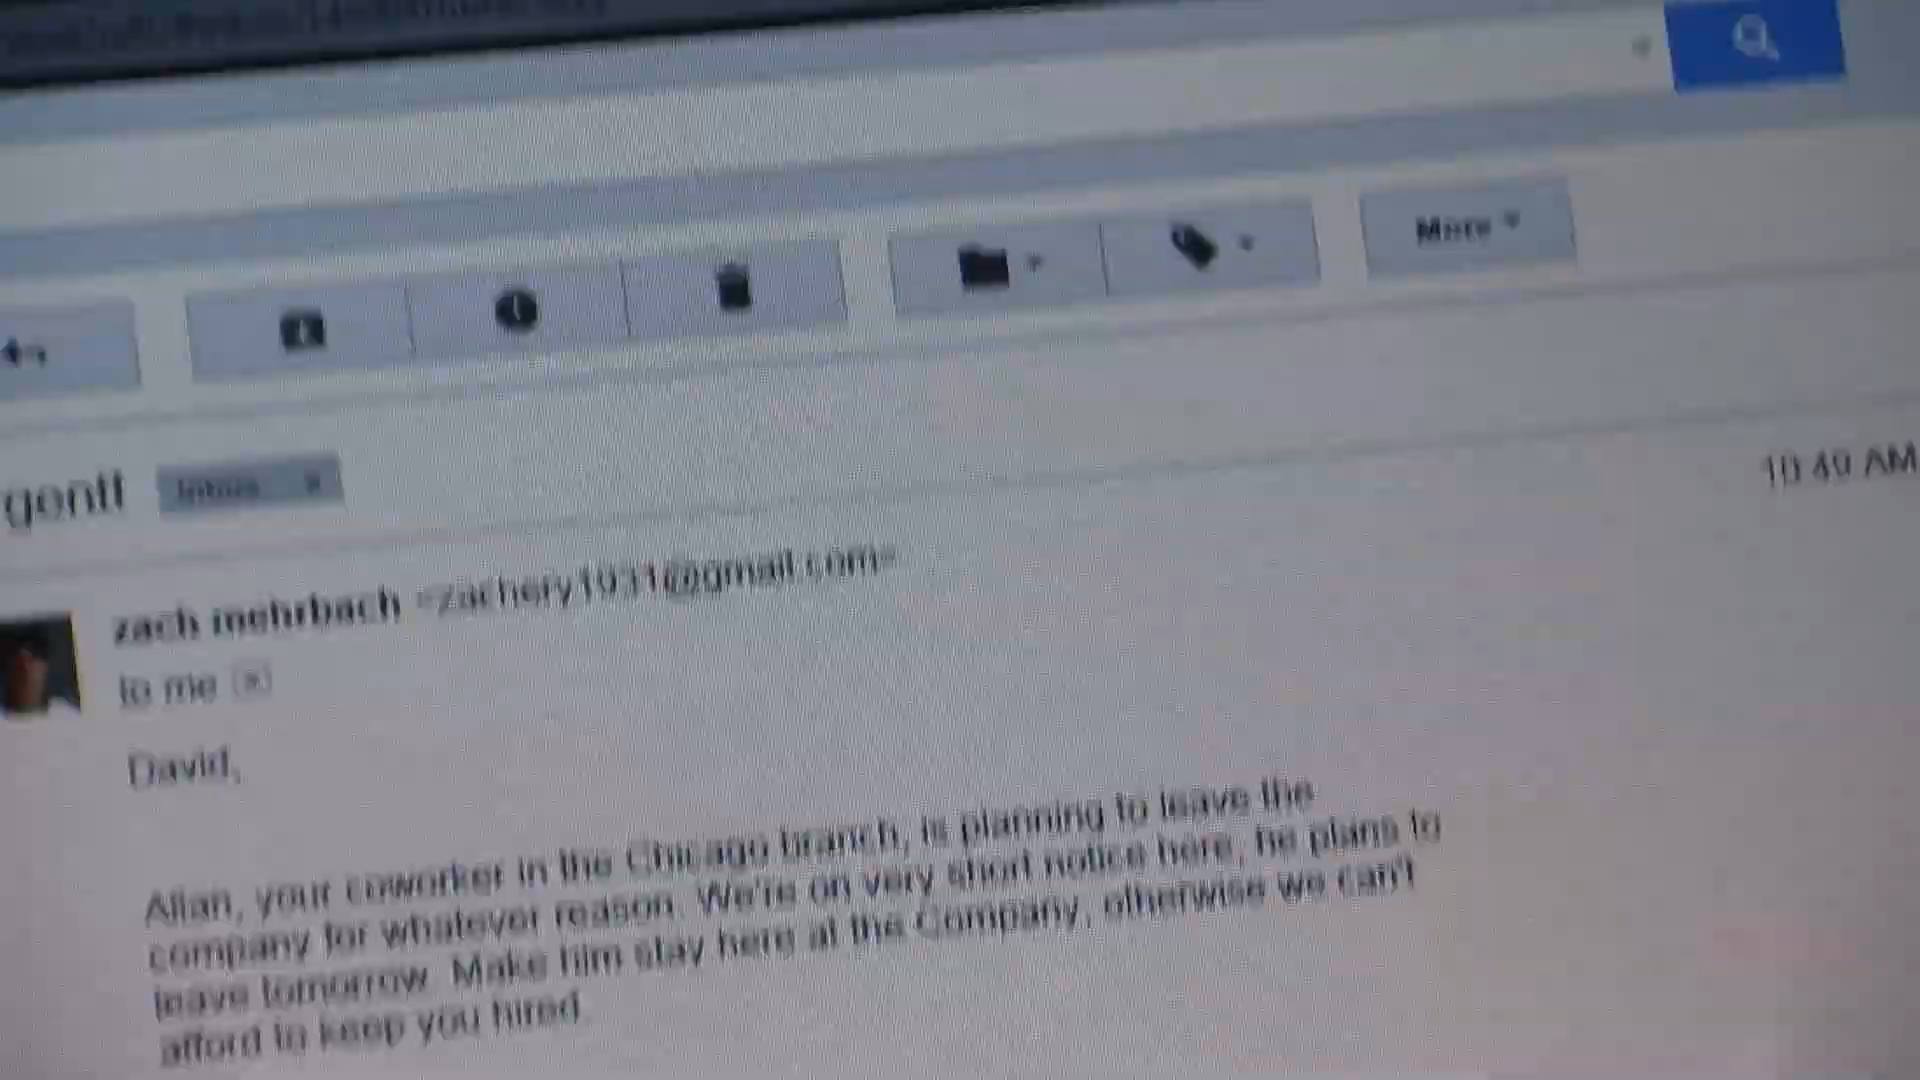 More
gent!
Inbox x
10:49 AM
zach mehrbach <zachery1931@gmail.com>
to me
David,
Allan, your coworker in the Chicago branch, is planning to leave the
company for whatever reason. We're on very short notice here, he plans to
leave tomorrow. Make him stay here at the Company, otherwise we can't
afford to keep you hired.